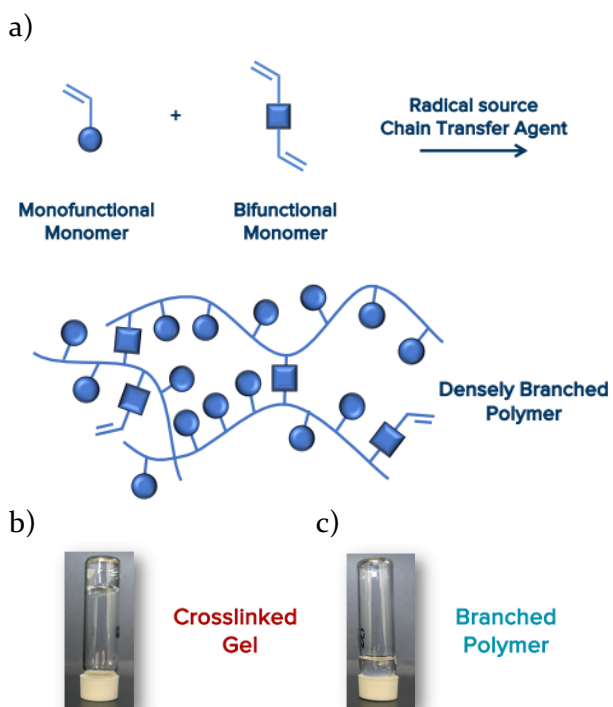 a)
+
Radical source
Chain Transfer Agent
Monofunctional
Monomer
Bifunctional
Monomer
Densely Branched
Polymer
b)
c)
Crosslinked
Gel
Branched
Polymer